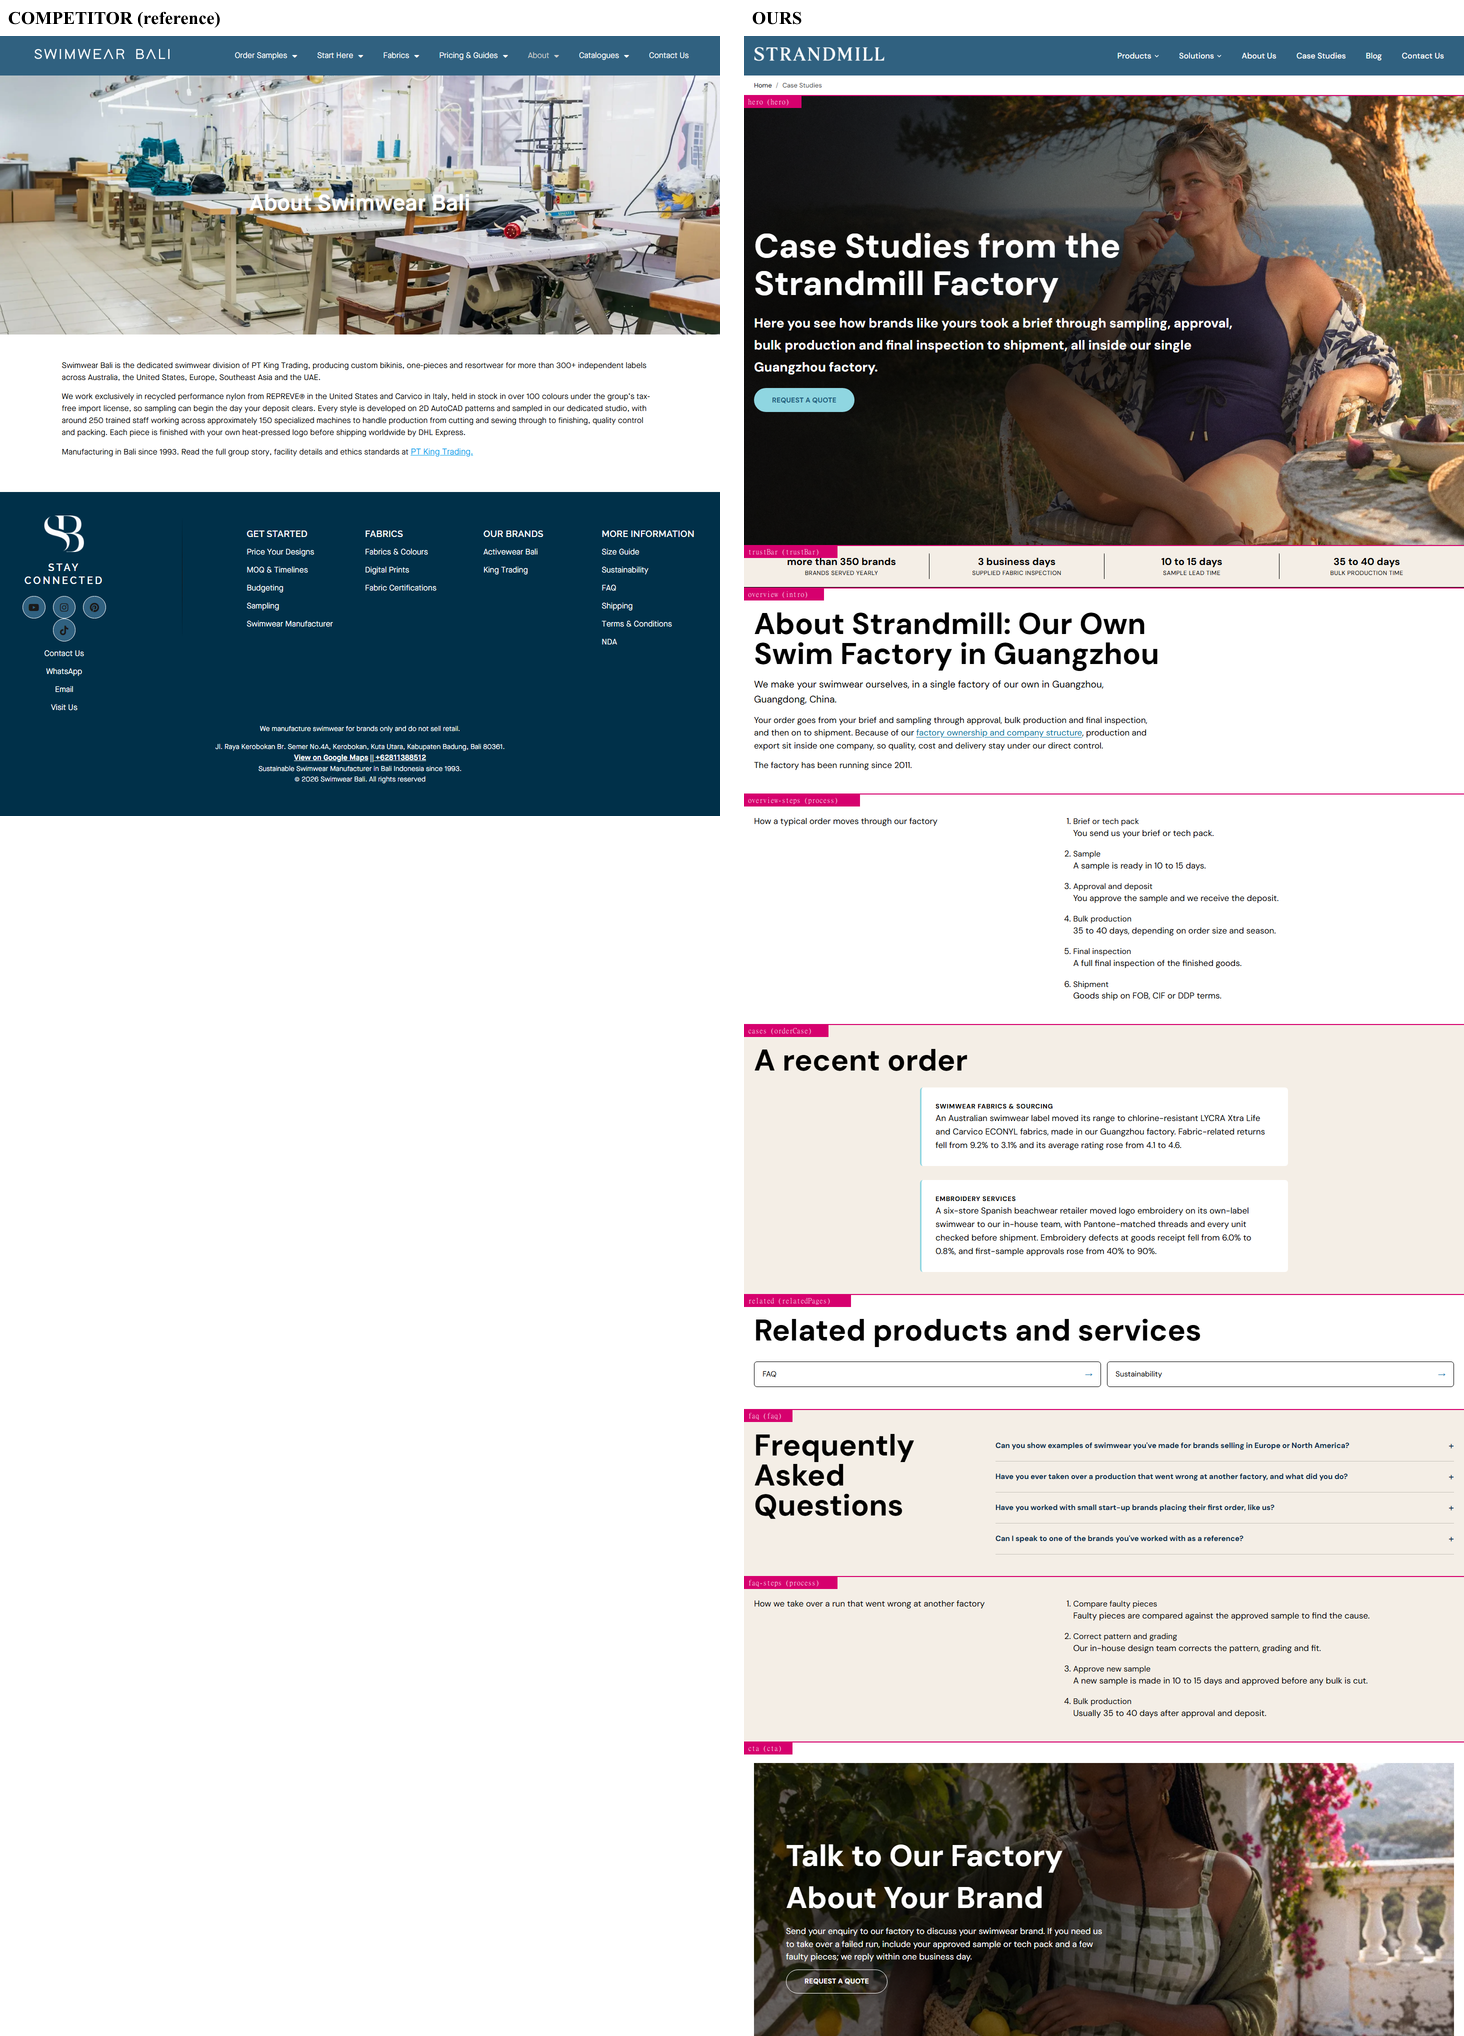 COMPETITOR (reference)
SWIMWEAR BALI
Order Samples
Start Here
Fabrics
Pricing & Guides
About
Catalogues
Contact Us
About Swimwear Bali
Swimwear Bali is the dedicated swimwear division of PT King Trading, producing custom bikinis, one-pieces and resortwear for more than 300+ independent labels
across Australia, the United States, Europe, Southeast Asia and the UAE.
We work exclusively in recycled performance nylon from REPREVE® in the United States and Carvico in Italy, held in stock in over 100 colours under the group's tax-
free import license, so sampling can begin the day your deposit clears. Every style is developed on 2D AutoCAD patterns and sampled in our dedicated studio, with
around 250 trained staff working across approximately 150 specialized machines to handle production from cutting and sewing through to finishing, quality control
and packing. Each piece is finished with your own heat-pressed logo before shipping worldwide by DHL Express.
Manufacturing in Bali since 1993. Read the full group story, facility details and ethics standards at PT King Trading.
STAY
CONNECTED
Contact Us
WhatsApp
Email
Visit Us
GET STARTED
Price Your Designs
MOQ & Timelines
Budgeting
Sampling
Swimwear Manufacturer
FABRICS
Fabrics & Colours
Digital Prints
Fabric Certifications
OUR BRANDS
Activewear Bali
King Trading
MORE INFORMATION
Size Guide
Sustainability
FAQ
Shipping
Terms & Conditions
NDA
We manufacture swimwear for brands only and do not sell retail.
Jl. Raya Kerobokan Br. Semer No.4A, Kerobokan, Kuta Utara, Kabupaten Badung, Bali 80361.
View on Google Maps || +62811388512
Sustainable Swimwear Manufacturer in Bali Indonesia since 1993.
© 2026 Swimwear Bali. All rights reserved
OURS
STRANDMILL
Products
Solutions
About Us
Case Studies
Blog
Contact Us
Home / Case Studies
hero (hero)
Case Studies from the
Strandmill Factory
Here you see how brands like yours took a brief through sampling, approval,
bulk production and final inspection to shipment, all inside our single
Guangzhou factory.
REQUEST A QUOTE
trustBar (trustBar)
more than 350 brands
BRANDS SERVED YEARLY
3 business days
SUPPLIED FABRIC INSPECTION
10 to 15 days
SAMPLE LEAD TIME
35 to 40 days
BULK PRODUCTION TIME
overview (intro)
About Strandmill: Our Own
Swim Factory in Guangzhou
We make your swimwear ourselves, in a single factory of our own in Guangzhou,
Guangdong, China.
Your order goes from your brief and sampling through approval, bulk production and final inspection,
and then on to shipment. Because of our factory ownership and company structure, production and
export sit inside one company, so quality, cost and delivery stay under our direct control.
The factory has been running since 2011.
overview-steps (process)
How a typical order moves through our factory
1. Brief or tech pack
You send us your brief or tech pack.
2. Sample
A sample is ready in 10 to 15 days.
3. Approval and deposit
You approve the sample and we receive the deposit.
4. Bulk production
35 to 40 days, depending on order size and season.
5. Final inspection
A full final inspection of the finished goods.
6. Shipment
Goods ship on FOB, CIF or DDP terms.
cases (orderCase)
A recent order
SWIMWEAR FABRICS & SOURCING
An Australian swimwear label moved its range to chlorine-resistant LYCRA Xtra Life
and Carvico ECONYL fabrics, made in our Guangzhou factory. Fabric-related returns
fell from 9.2% to 3.1% and its average rating rose from 4.1 to 4.6.
EMBROIDERY SERVICES
A six-store Spanish beachwear retailer moved logo embroidery on its own-label
swimwear to our in-house team, with Pantone-matched threads and every unit
checked before shipment. Embroidery defects at goods receipt fell from 6.0% to
0.8%, and first-sample approvals rose from 40% to 90%.
related (relatedPages)
Related products and services
FAQ →
Sustainability →
faq (faq)
Frequently
Asked
Questions
Can you show examples of swimwear you've made for brands selling in Europe or North America? +
Have you ever taken over a production that went wrong at another factory, and what did you do? +
Have you worked with small start-up brands placing their first order, like us? +
Can I speak to one of the brands you've worked with as a reference? +
faq-steps (process)
How we take over a run that went wrong at another factory
1. Compare faulty pieces
Faulty pieces are compared against the approved sample to find the cause.
2. Correct pattern and grading
Our in-house design team corrects the pattern, grading and fit.
3. Approve new sample
A new sample is made in 10 to 15 days and approved before any bulk is cut.
4. Bulk production
Usually 35 to 40 days after approval and deposit.
cta (cta)
Talk to Our Factory
About Your Brand
Send your enquiry to our factory to discuss your swimwear brand. If you need us
to take over a failed run, include your approved sample or tech pack and a few
faulty pieces; we reply within one business day.
REQUEST A QUOTE